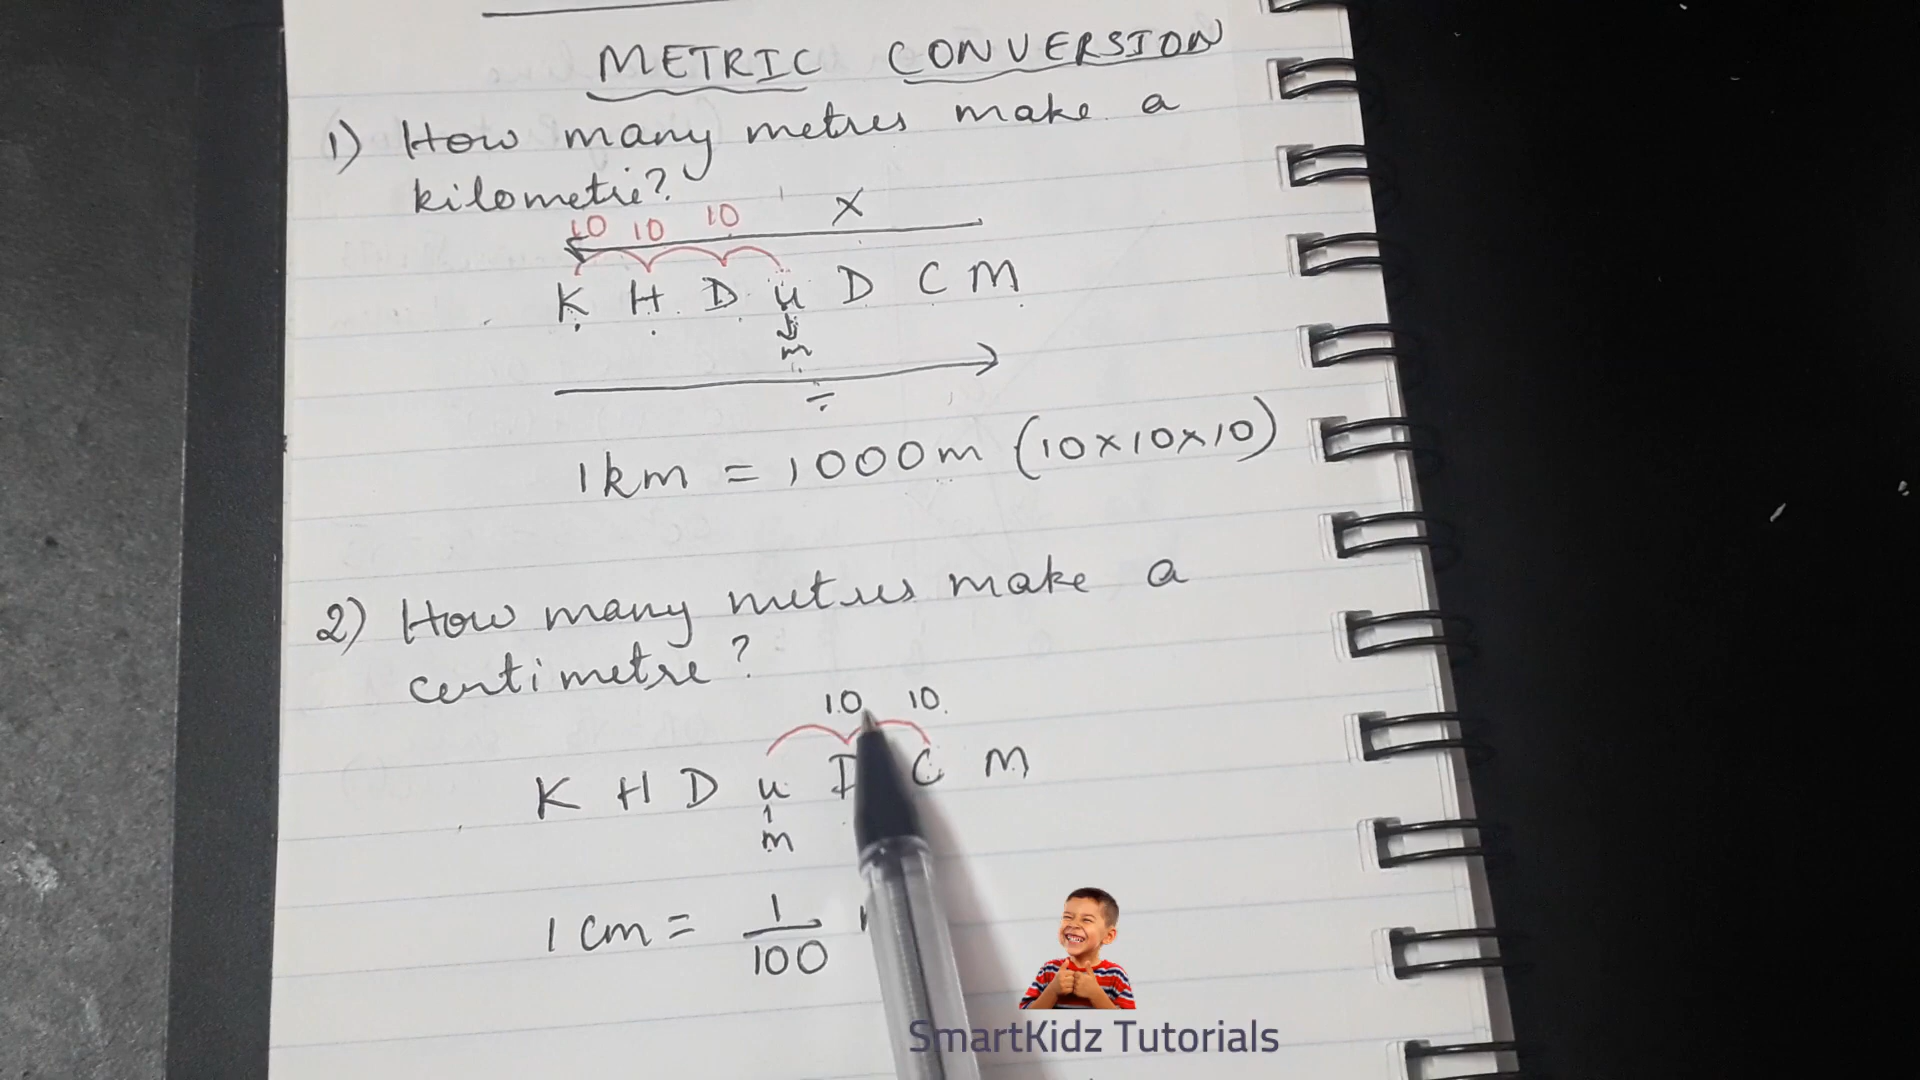 METRIC CONVERSION
1) How many metres make a
kilometre?
10 10 10 X
K H D u D C M
m
÷
1km = 1000m (10×10×10)
2) How many metres make a
centimetre?
10 10
K H D u D C M
m
1 cm = 1/100
SmartKidz Tutorials